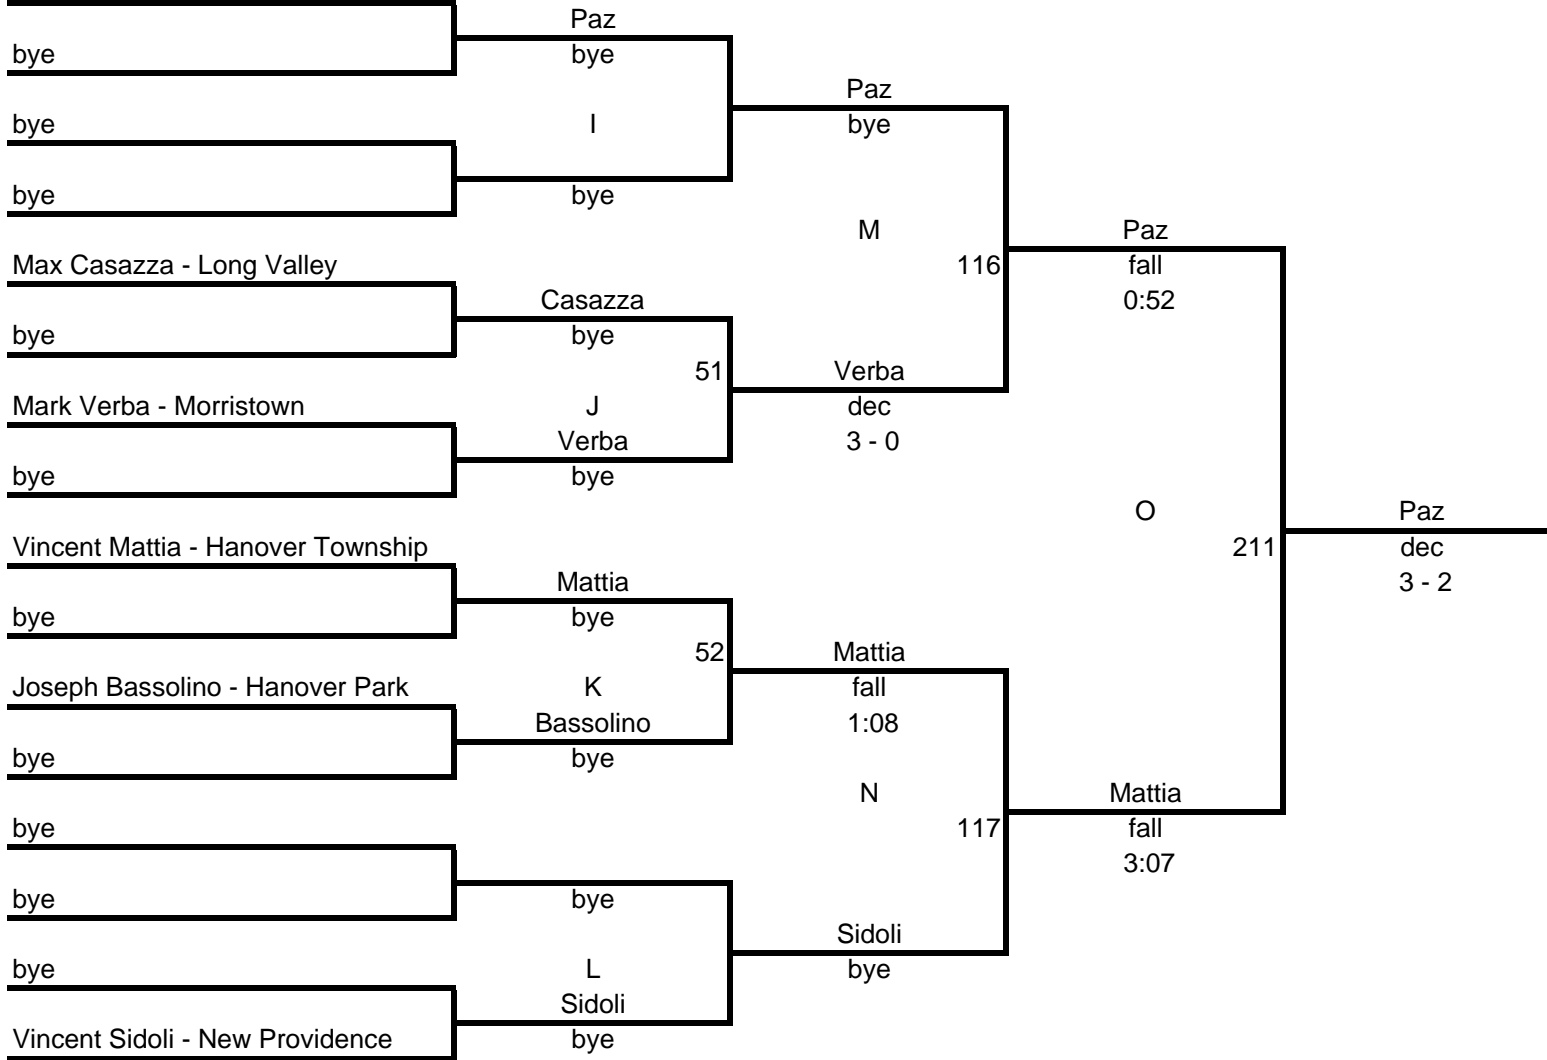 Paz
bye
bye
Paz
bye
I
bye
bye
bye
M
Paz
Max Casazza - Long Valley
116
fall
Casazza
0:52
bye
bye
51
Verba
Mark Verba - Morristown
J
dec
Verba
3 - 0
bye
bye
O
Paz
Vincent Mattia - Hanover Township
211
dec
Mattia
3 - 2
bye
bye
52
Mattia
Joseph Bassolino - Hanover Park
K
fall
Bassolino
1:08
bye
bye
N
Mattia
bye
117
fall
3:07
bye
bye
Sidoli
bye
L
bye
Sidoli
Vincent Sidoli - New Providence
bye